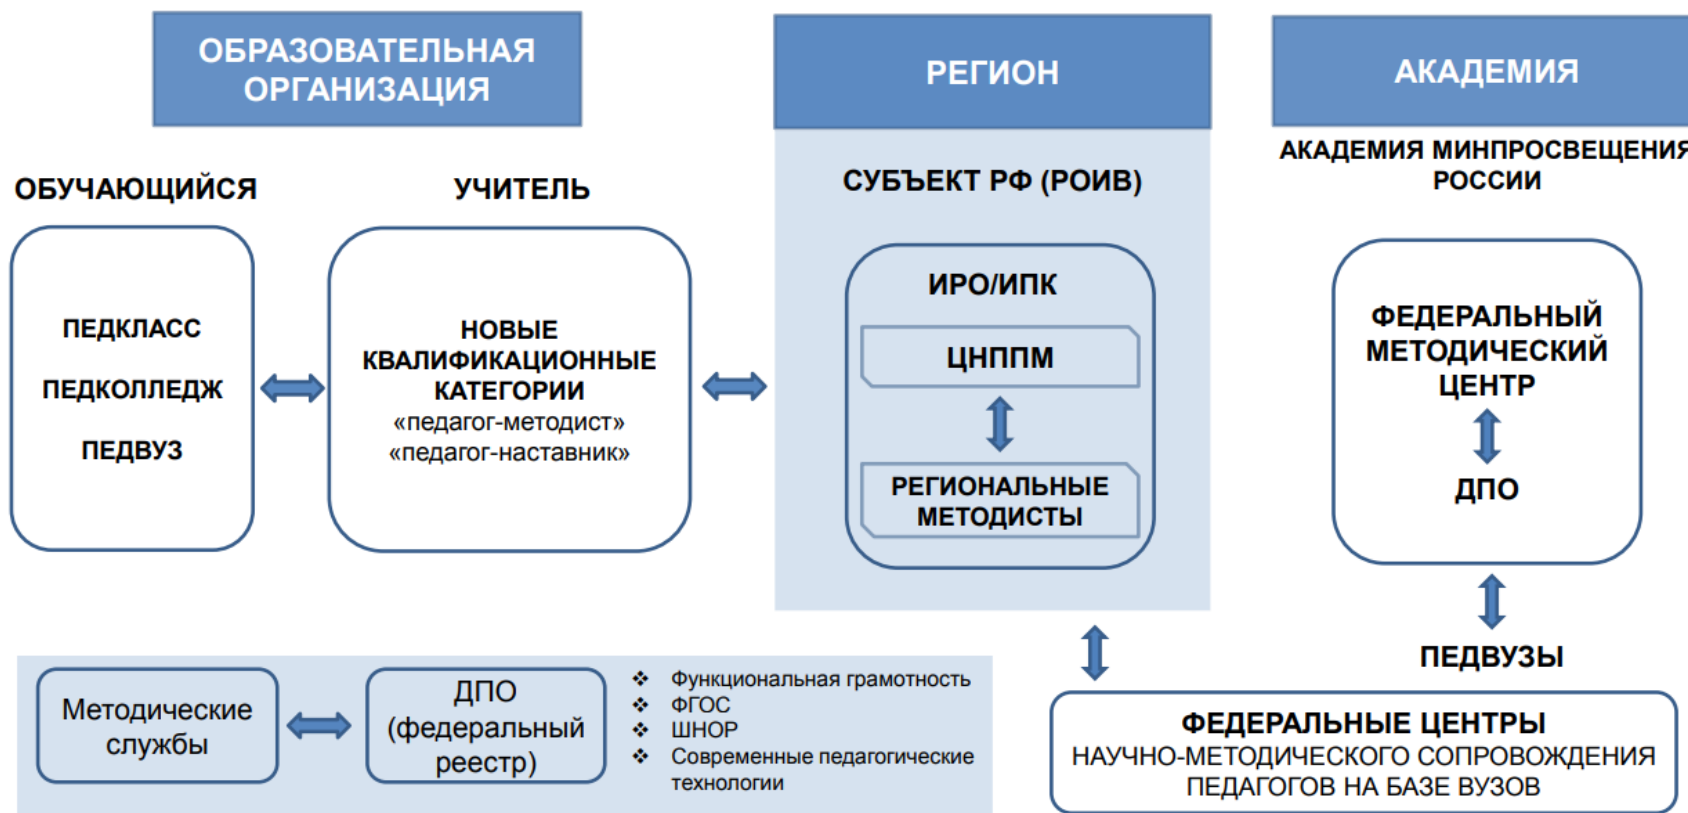 ОБРАЗОВАТЕЛЬНАЯ
ОРГАНИЗАЦИЯ
РЕГИОН
АКАДЕМИЯ
ОБУЧАЮЩИЙСЯ
ПЕДКЛАСС
ПЕДКОЛЛЕДЖ
ПЕДВУЗ
УЧИТЕЛЬ
НОВЫЕ
КВАЛИФИКАЦИОННЫЕ
КАТЕГОРИИ
«педагог-методист»
«педагог-наставник»
СУБЪЕКТ РФ (РОИВ)
ИРО/ИПК
ЦНППМ
РЕГИОНАЛЬНЫЕ
МЕТОДИСТЫ
АКАДЕМИЯ МИНПРОСВЕЩЕНИЯ
РОССИИ
ФЕДЕРАЛЬНЫЙ
МЕТОДИЧЕСКИЙ
ЦЕНТР
ДПО
ПЕДВУЗЫ
ФЕДЕРАЛЬНЫЕ ЦЕНТРЫ
НАУЧНО-МЕТОДИЧЕСКОГО СОПРОВОЖДЕНИЯ
ПЕДАГОГОВ НА БАЗЕ ВУЗОВ
Методические
службы
ДПО
(федеральный
реестр)
❖ Функциональная грамотность
❖ ФГОС
❖ ШНОР
❖ Современные педагогические
технологии